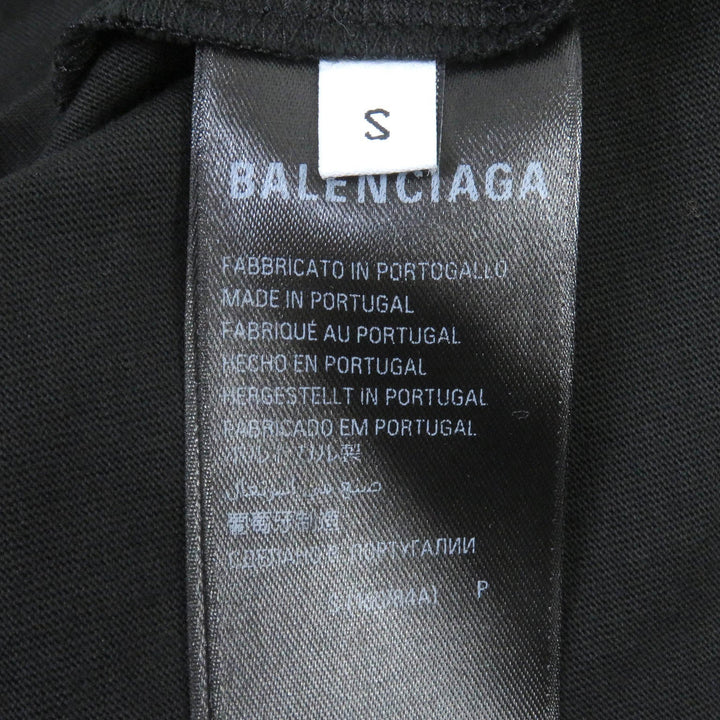 S
BALENCIAGA
FABBRICATO IN PORTOGALLO
MADE IN PORTUGAL
FABRIQUÉ AU PORTUGAL
HECHO EN PORTUGAL
HERGESTELLT IN PORTUGAL
FABRICADO EM PORTUGAL
ポルトガル製
صنع في البرتغال
葡萄牙制造
СДЕЛАНО В ПОРТУГАЛИИ
P